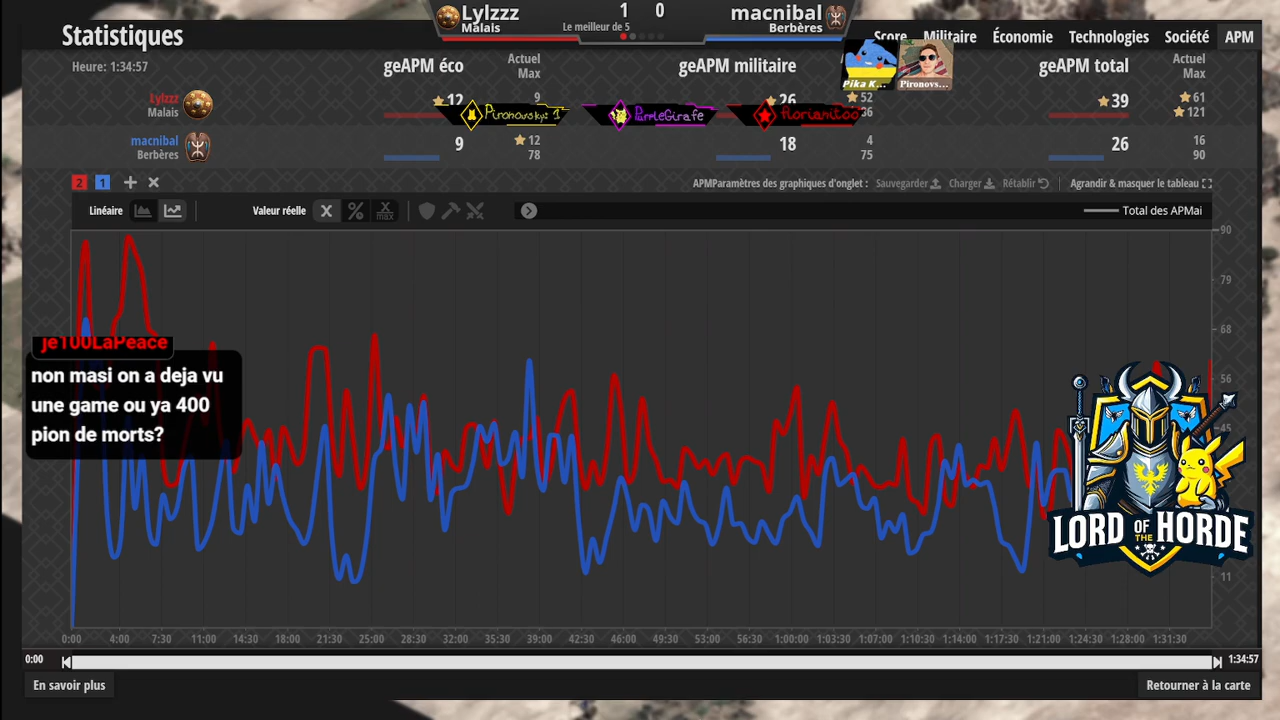 Lylzzz
Malais
1 0
Le meilleur de 5
macnibal
Berbères
Statistiques
Score Militaire Économie Technologies Société APM
Heure: 1:34:57
geAPM éco
Actuel
Max
geAPM militaire
geAPM total
Actuel
Max
Pika K...
Pironovs...
Lylzzz
Malais
12
9
26
52
39
61
121
Pironovsky: 1
PurrleGirafe
florianitoo
macnibal
Berbères
9
12
78
18
4
75
26
16
90
2 1
APMParamètres des graphiques d'onglet : Sauvegarder Charger Rétablir
Agrandir & masquer le tableau
Linéaire
Valeur réelle
X % X max
Total des APMai
90
79
68
56
45
11
je100LaPeace
non masi on a deja vu
une game ou ya 400
pion de morts?
LORD OF THE HORDE
0:00 4:00 7:30 11:00 14:30 18:00 21:30 25:00 28:30 32:00 35:30 39:00 42:30 46:00 49:30 53:00 56:30 1:00:00 1:03:30 1:07:00 1:10:30 1:14:00 1:17:30 1:21:00 1:24:30 1:28:00 1:31:30
0:00
1:34:57
En savoir plus
Retourner à la carte